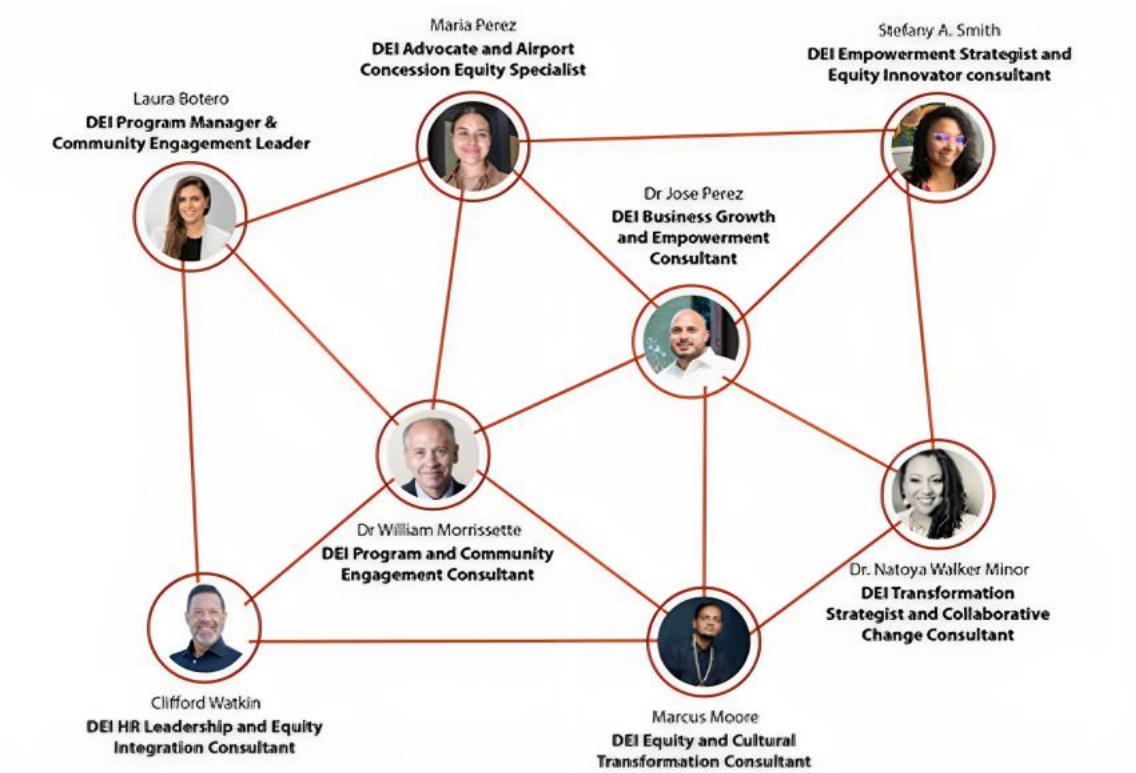 Maria Perez
DEI Advocate and Airport
Concession Equity Specialist
Stefany A. Smith
DEI Empowerment Strategist and
Equity Innovator consultant
Laura Botero
DEI Program Manager &
Community Engagement Leader
Dr Jose Perez
DEI Business Growth
and Empowerment
Consultant
Dr William Morrissette
DEI Program and Community
Engagement Consultant
Dr. Natoya Walker Minor
DEI Transformation
Strategist and Collaborative
Change Consultant
Clifford Watkin
DEI HR Leadership and Equity
Integration Consultant
Marcus Moore
DEI Equity and Cultural
Transformation Consultant